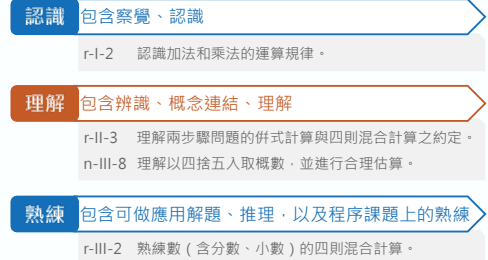 認識 包含察覺、認識
r-I-2 認識加法和乘法的運算規律。
理解 包含辨識、概念連結、理解
r-II-3 理解兩步驟問題的併式計算與四則混合計算之約定。
n-III-8 理解以四捨五入取概數，並進行合理估算。
熟練 包含可做應用解題、推理，以及程序課題上的熟練
r-III-2 熟練數(含分數、小數)的四則混合計算。